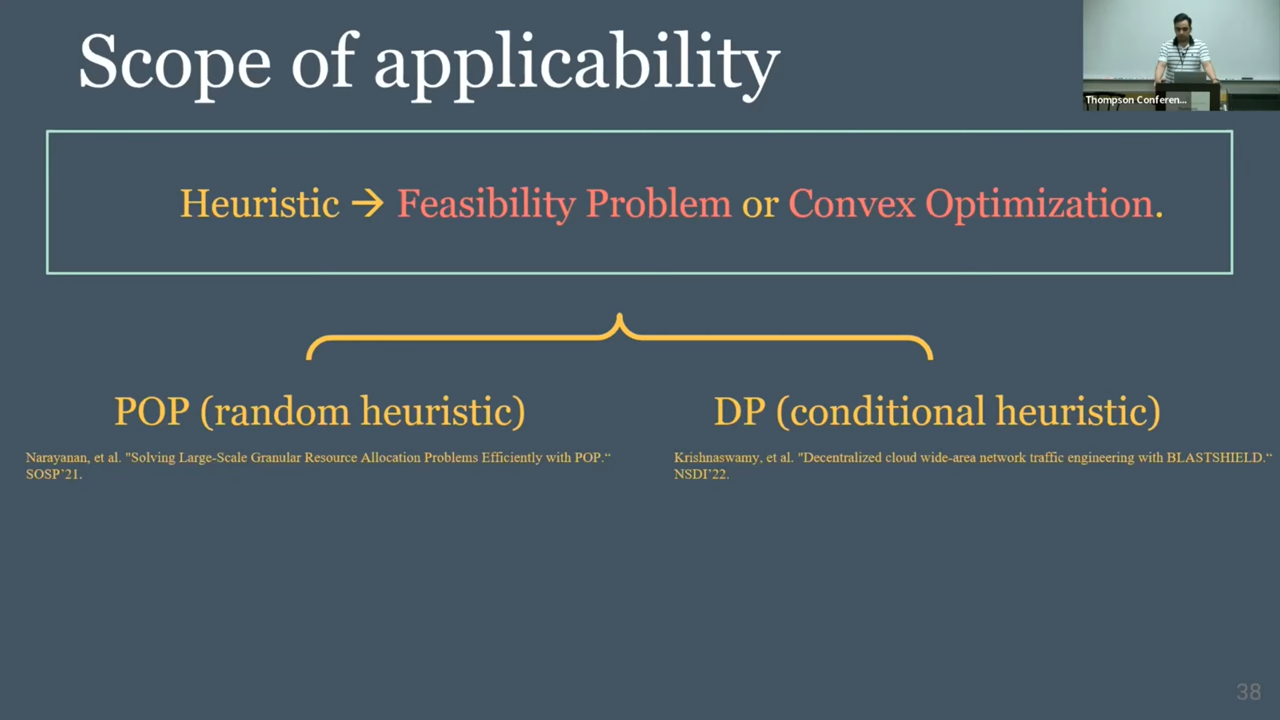 Scope of applicability
Thompson Conferen...
Heuristic → Feasibility Problem or Convex Optimization.
POP (random heuristic)
Narayanan, et al. "Solving Large-Scale Granular Resource Allocation Problems Efficiently with POP.“
SOSP’21.
DP (conditional heuristic)
Krishnaswamy, et al. "Decentralized cloud wide-area network traffic engineering with BLASTSHIELD.“
NSDI’22.
38